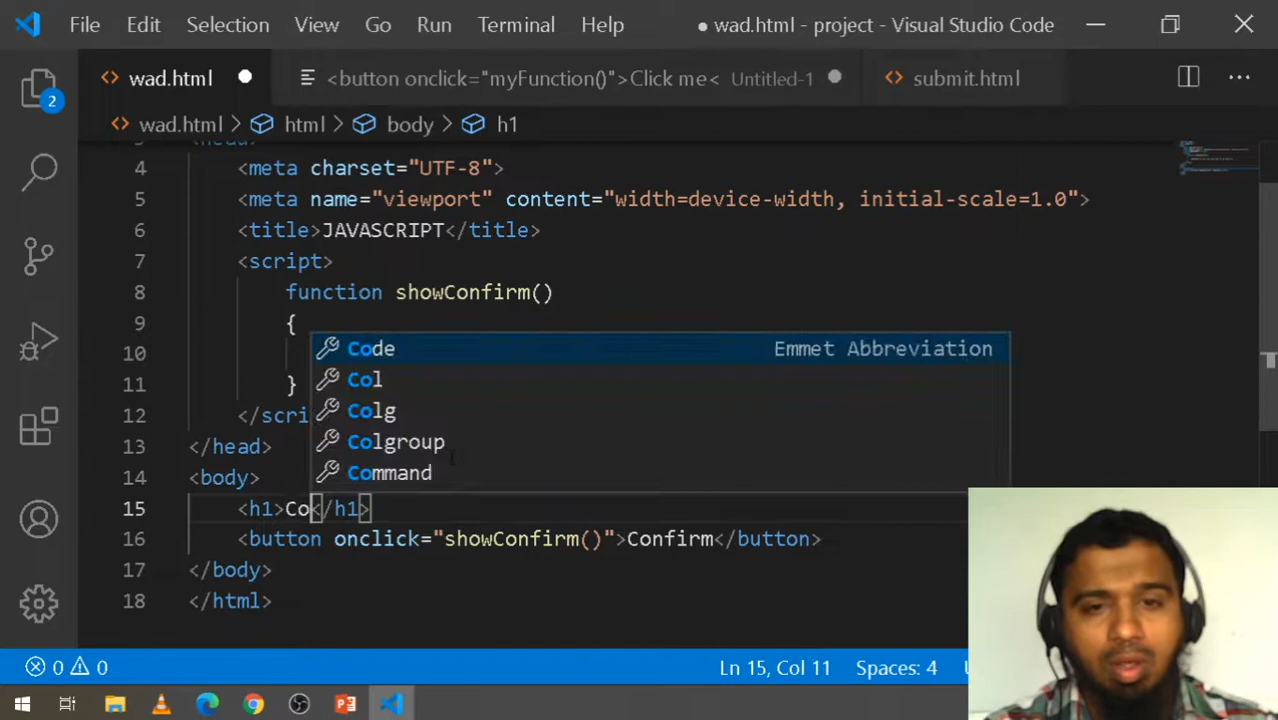 File Edit Selection View Go Run Terminal Help ● wad.html - project - Visual Studio Code
wad.html ● <button onclick="myFunction()">Click me< Untitled-1 ● submit.html ···
wad.html > html > body > h1
2
4 <meta charset="UTF-8">
5 <meta name="viewport" content="width=device-width, initial-scale=1.0">
6 <title>JAVASCRIPT</title>
7 <script>
8 function showConfirm()
9 {
Code Emmet Abbreviation
10 Col
11 } Colg
12 </scri Colgroup
13 </head> Command
14 <body>
15 <h1>Co</h1>
16 <button onclick="showConfirm()">Confirm</button>
17 </body>
18 </html>
0 0 Ln 15, Col 11 Spaces: 4